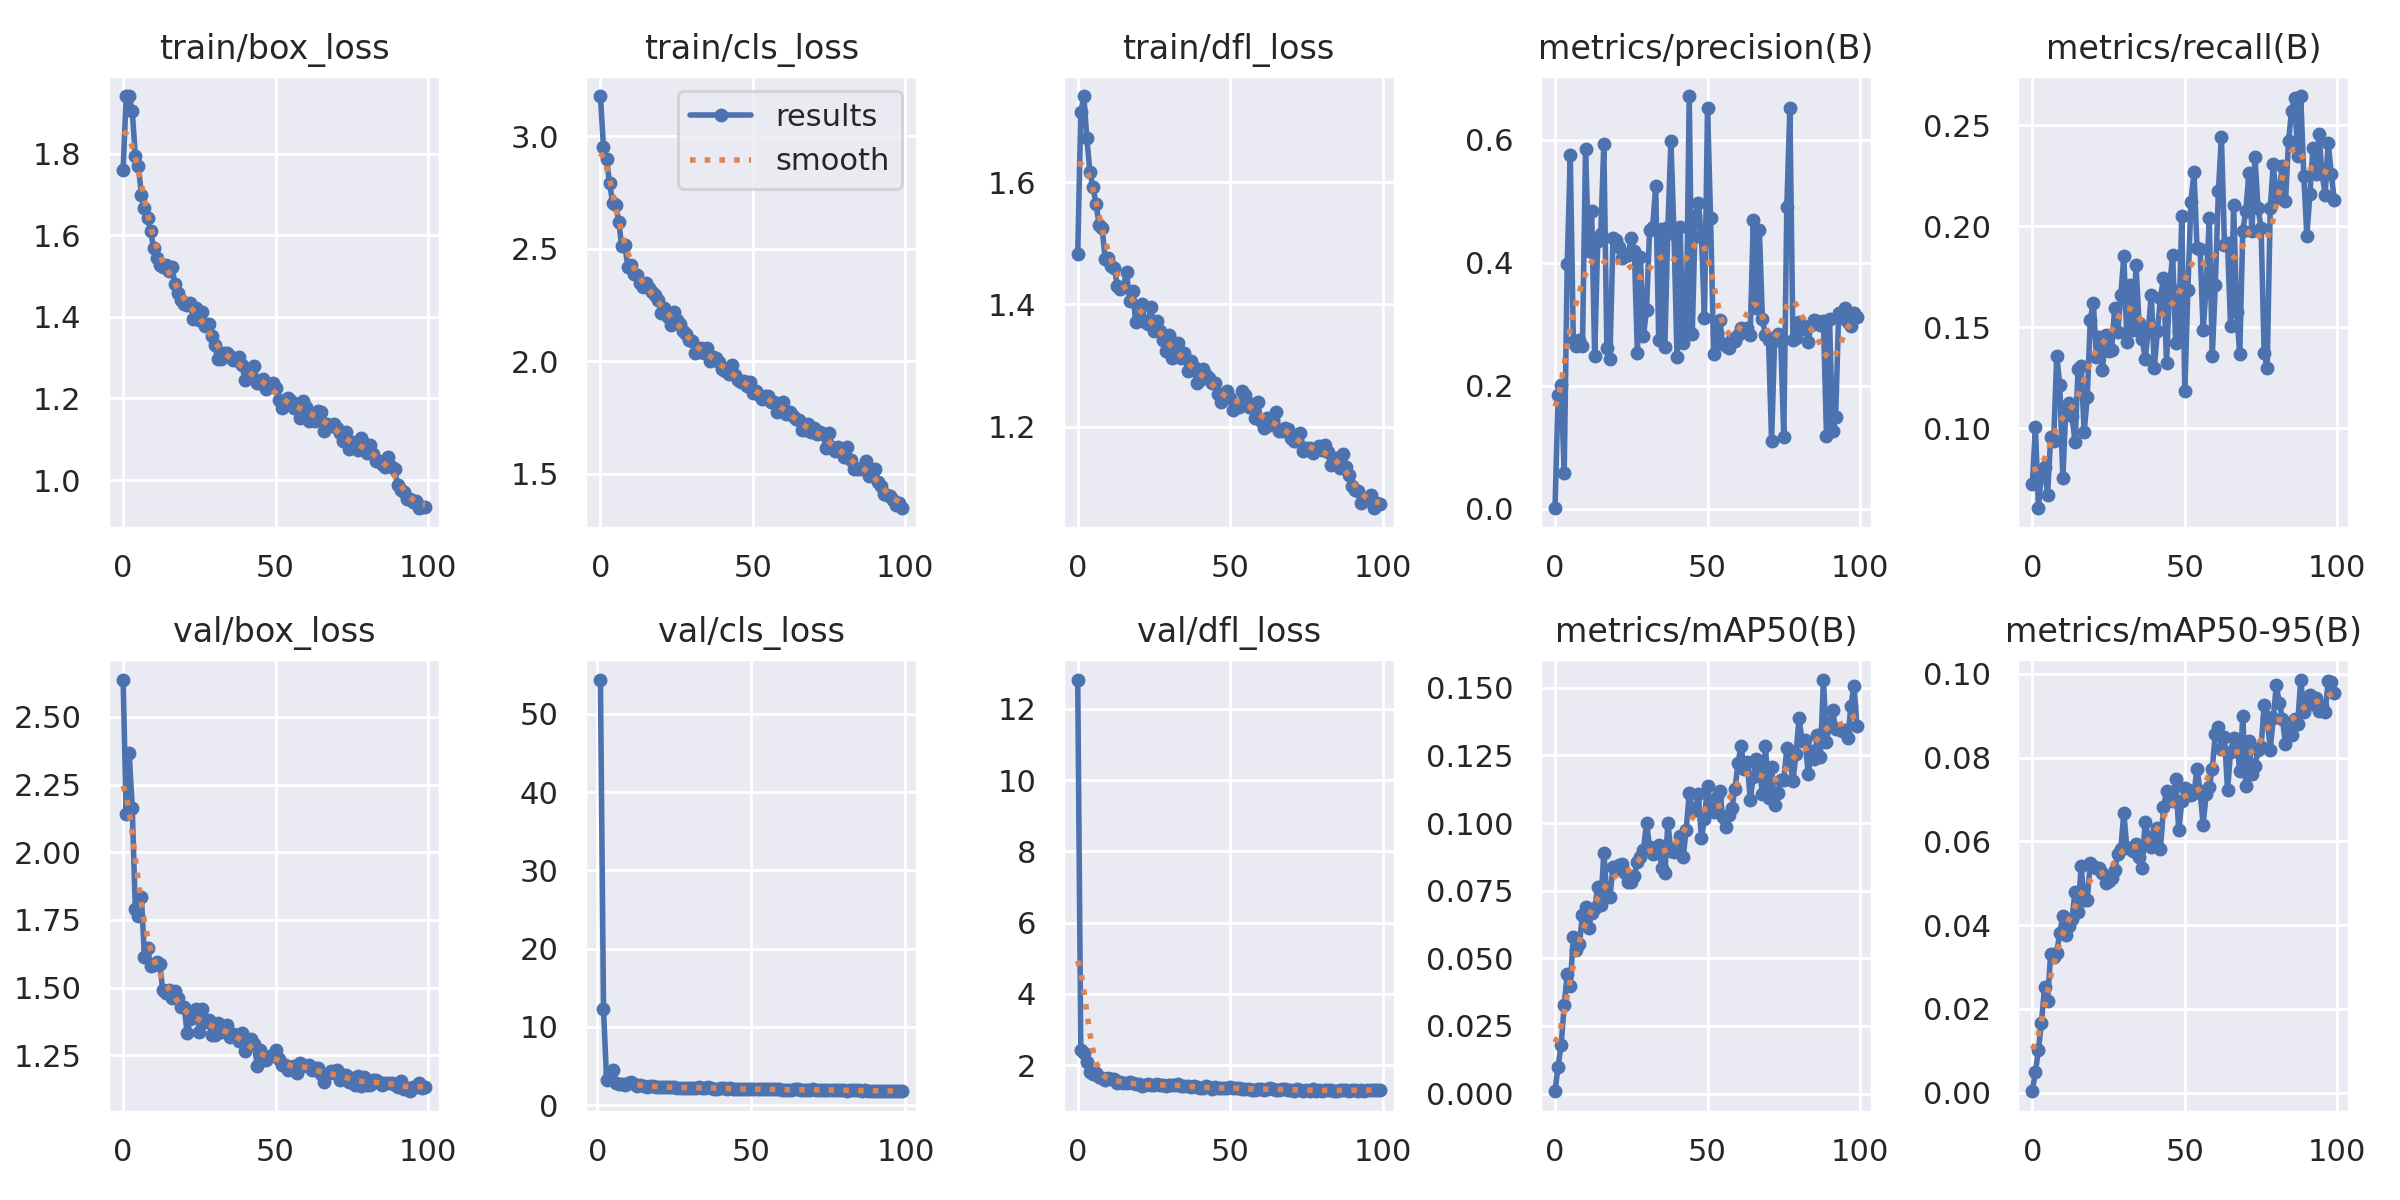 train/box_loss
1.8
1.6
1.4
1.2
1.0
0 50 100
train/cls_loss
results
smooth
3.0
2.5
2.0
1.5
0 50 100
train/dfl_loss
1.6
1.4
1.2
0 50 100
metrics/precision(B)
0.6
0.4
0.2
0.0
0 50 100
metrics/recall(B)
0.25
0.20
0.15
0.10
0 50 100
val/box_loss
2.50
2.25
2.00
1.75
1.50
1.25
0 50 100
val/cls_loss
50
40
30
20
10
0
0 50 100
val/dfl_loss
12
10
8
6
4
2
0 50 100
metrics/mAP50(B)
0.150
0.125
0.100
0.075
0.050
0.025
0.000
0 50 100
metrics/mAP50-95(B)
0.10
0.08
0.06
0.04
0.02
0.00
0 50 100